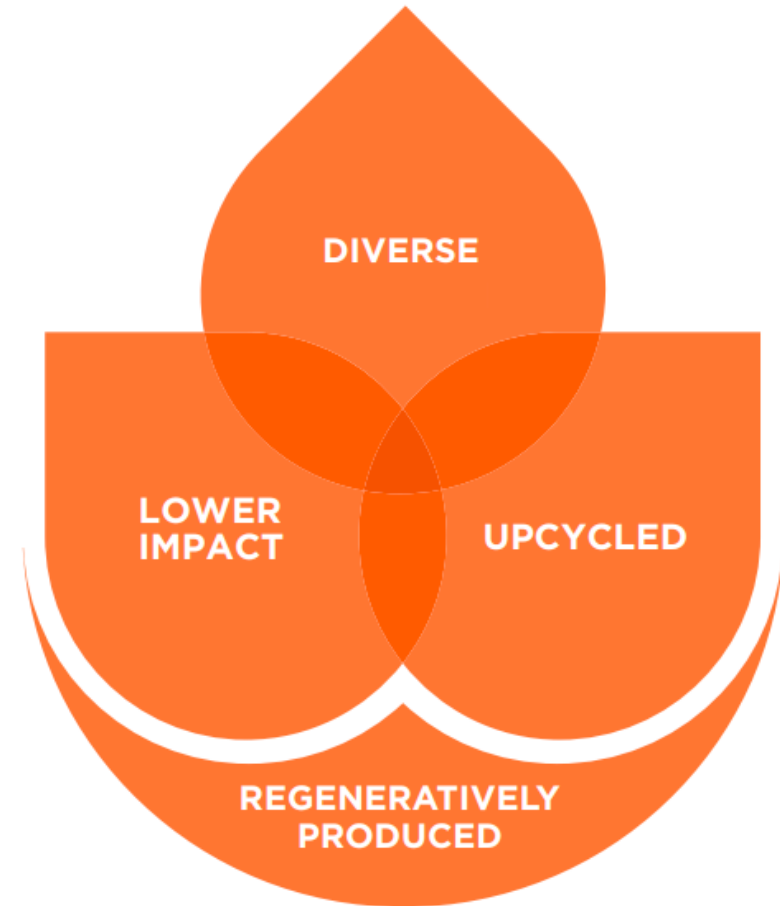 DIVERSE
LOWER
IMPACT
UPCYCLED
REGENERATIVELY
PRODUCED